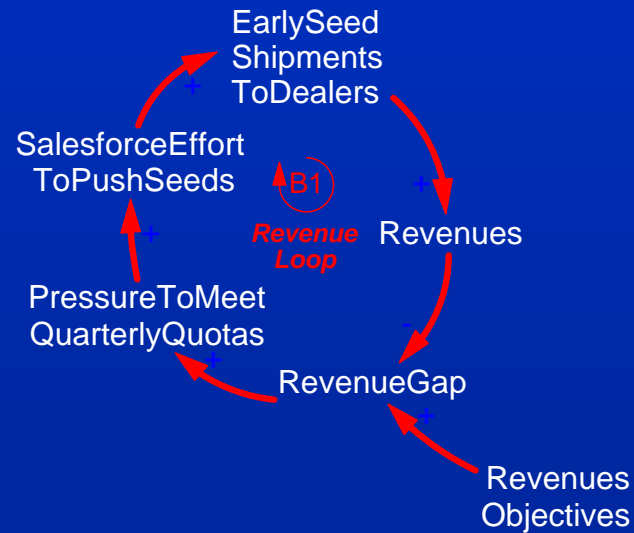 EarlySeed
Shipments
ToDealers
+
SalesforceEffort
ToPushSeeds
B1
+
Revenue
Loop
Revenues
+
PressureToMeet
QuarterlyQuotas
-
+
RevenueGap
+
Revenues
Objectives